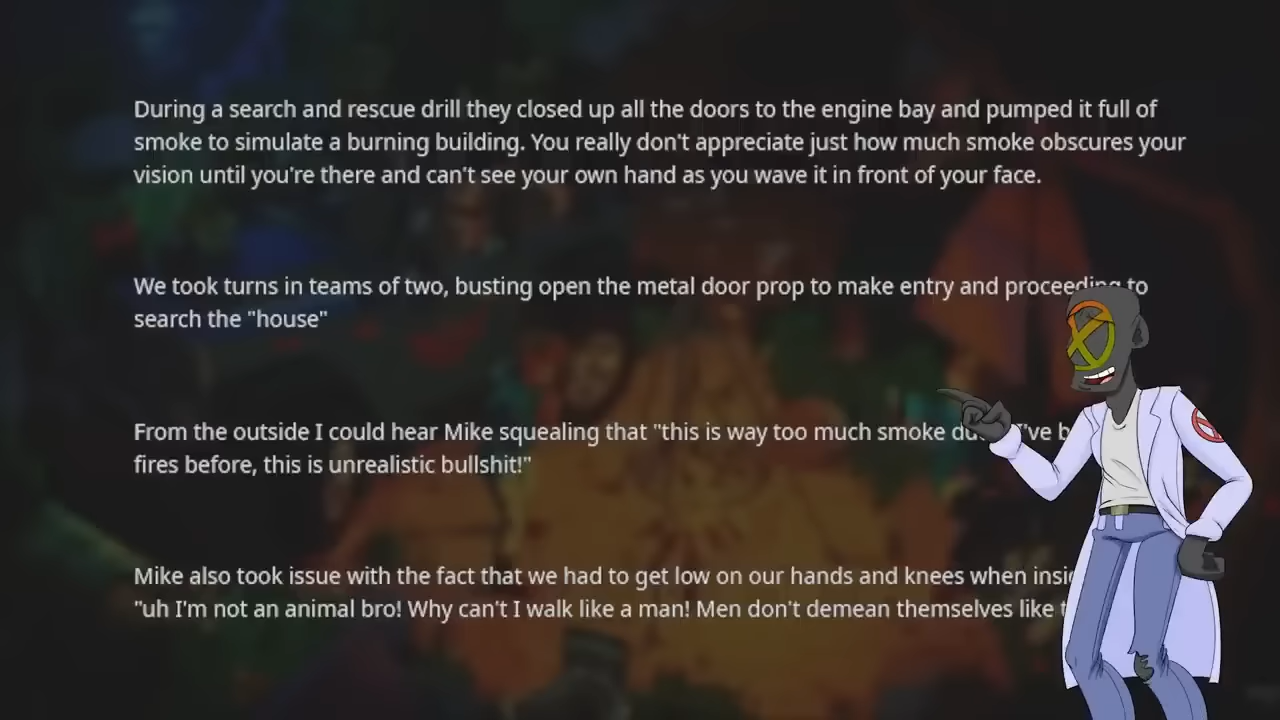 During a search and rescue drill they closed up all the doors to the engine bay and pumped it full of
smoke to simulate a burning building. You really don't appreciate just how much smoke obscures your
vision until you're there and can't see your own hand as you wave it in front of your face.
We took turns in teams of two, busting open the metal door prop to make entry and proceeding to
search the "house"
From the outside I could hear Mike squealing that "this is way too much smoke I've
fires before, this is unrealistic bullshit!"
Mike also took issue with the fact that we had to get low on our hands and knees when
"uh I'm not an animal bro! Why can't I walk like a man! Men don't demean themselves like